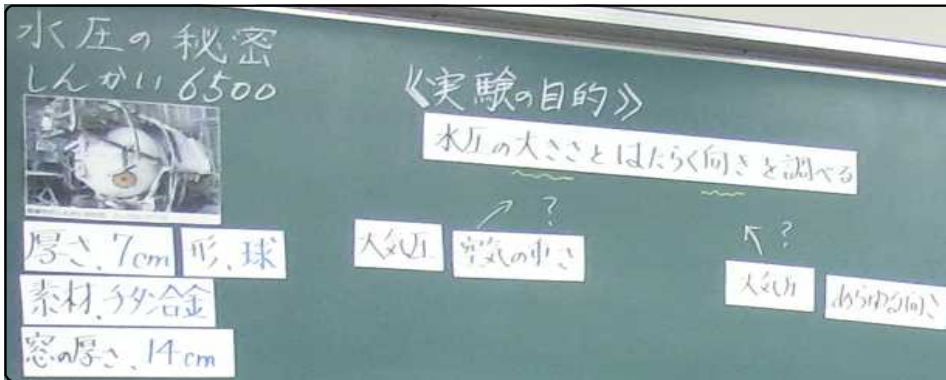 水圧の秘密
しんかい6500
厚さ、7cm
形、球
素材、チタン合金
窓の厚さ、14cm
《実験の目的》
水圧の大きさとはたらく向きを調べる
?
大気圧
空気の重さ
?
大気圧
あらゆる向き